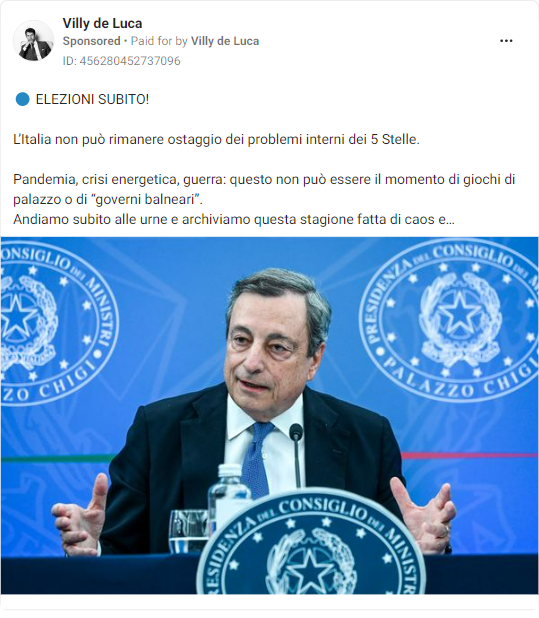 Villy de Luca
Sponsored • Paid for by Villy de Luca
ID: 456280452737096
ELEZIONI SUBITO!
L'Italia non può rimanere ostaggio dei problemi interni dei 5 Stelle.
Pandemia, crisi energetica, guerra: questo non può essere il momento di giochi di
palazzo o di “governi balneari”.
Andiamo subito alle urne e archiviamo questa stagione fatta di caos e…
CONSIGLIO DEI MINISTRI
CHIGI
PRESIDENZA DEL CONSIGLIO DEI MINISTRI
PALAZZO CHIGI
PRESIDENZA DEL CONSIGLIO DEI MINISTRI